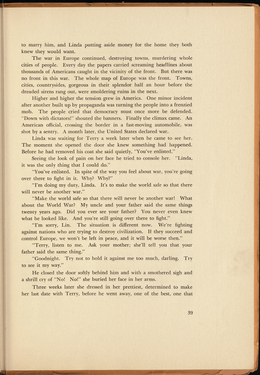 to marry him, and Linda putting aside money for the home they both
knew they would want.
The war in Europe continued, destroying towns, murdering whole
cities of people. Every day the papers carried screaming headlines about
thousands of Americans caught in the vicinity of the front. But there was
no front in this war. The whole map of Europe was the front. Towns,
cities, countrysides, gorgeous in their splendor half an hour before the
dreaded sirens rang out, were smouldering ruins in the next.
Higher and higher the tension grew in America. One minor incident
after another built up by propaganda was turning the people into a frenzied
mob. The people cried that democracy must once more be defended.
"Down with dictators!" shouted the banners. Finally the climax came. An
American official, crossing the border in a fast-moving automobile, was
shot by a sentry. A month later, the United States declared war.
Linda was waiting for Terry a week later when he came to see her.
The moment she opened the door she knew something had happened.
Before he had removed his coat she said quietly, "You've enlisted."
Seeing the look of pain on her face he tried to console her. "Linda,
it was the only thing that I could do."
"You've enlisted. In spite of the way you feel about war, you're going
over there to fight in it. Why? Why?"
"I'm doing my duty, Linda. It's to make the world safe so that there
will never be another war."
"Make the world safe so that there will never be another war! What
about the World War? My uncle and your father said the same things
twenty years ago. Did you ever see your father? You never even knew
what he looked like. And you're still going over there to fight."
"I'm sorry, Lin. The situation is different now. We're fighting
against nations who are trying to destroy civilization. If they succeed and
control Europe, we won't be left in peace, and it will be worse then."
"Terry, listen to me. Ask your mother; she'll tell you that your
father said the same thing."
"Goodnight. Try not to hold it against me too much, darling. Try
to see it my way."
He closed the door softly behind him and with a smothered sigh and
a shrill cry of "No! No!" she buried her face in her arms.
Three weeks later she dressed in her prettiest, determined to make
her last date with Terry, before he went away, one of the best, one that
39